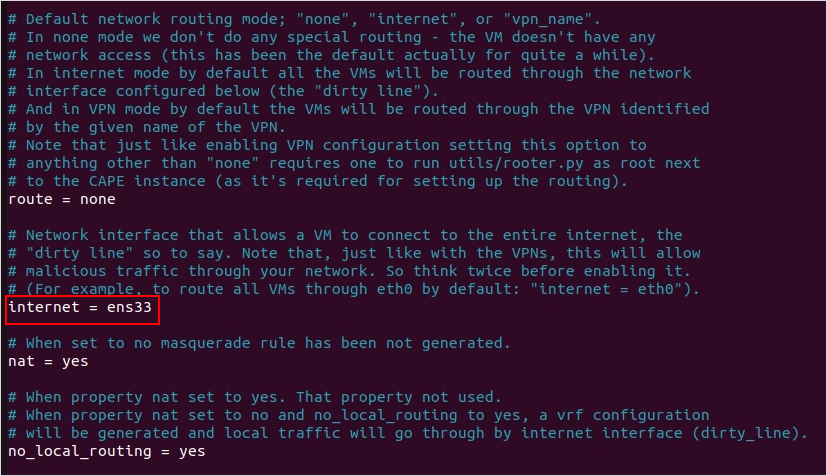 # Default network routing mode; "none", "internet", or "vpn_name".
# In none mode we don't do any special routing - the VM doesn't have any
# network access (this has been the default actually for quite a while).
# In internet mode by default all the VMs will be routed through the network
# interface configured below (the "dirty line").
# And in VPN mode by default the VMs will be routed through the VPN identified
# by the given name of the VPN.
# Note that just like enabling VPN configuration setting this option to
# anything other than "none" requires one to run utils/rooter.py as root next
# to the CAPE instance (as it's required for setting up the routing).
route = none
# Network interface that allows a VM to connect to the entire internet, the
# "dirty line" so to say. Note that, just like with the VPNs, this will allow
# malicious traffic through your network. So think twice before enabling it.
# (For example, to route all VMs through eth0 by default: "internet = eth0").
internet = ens33
# When set to no masquerade rule has been not generated.
nat = yes
# When property nat set to yes. That property not used.
# When property nat set to no and no_local_routing to yes, a vrf configuration
# will be generated and local traffic will go through by internet interface (dirty_line).
no_local_routing = yes